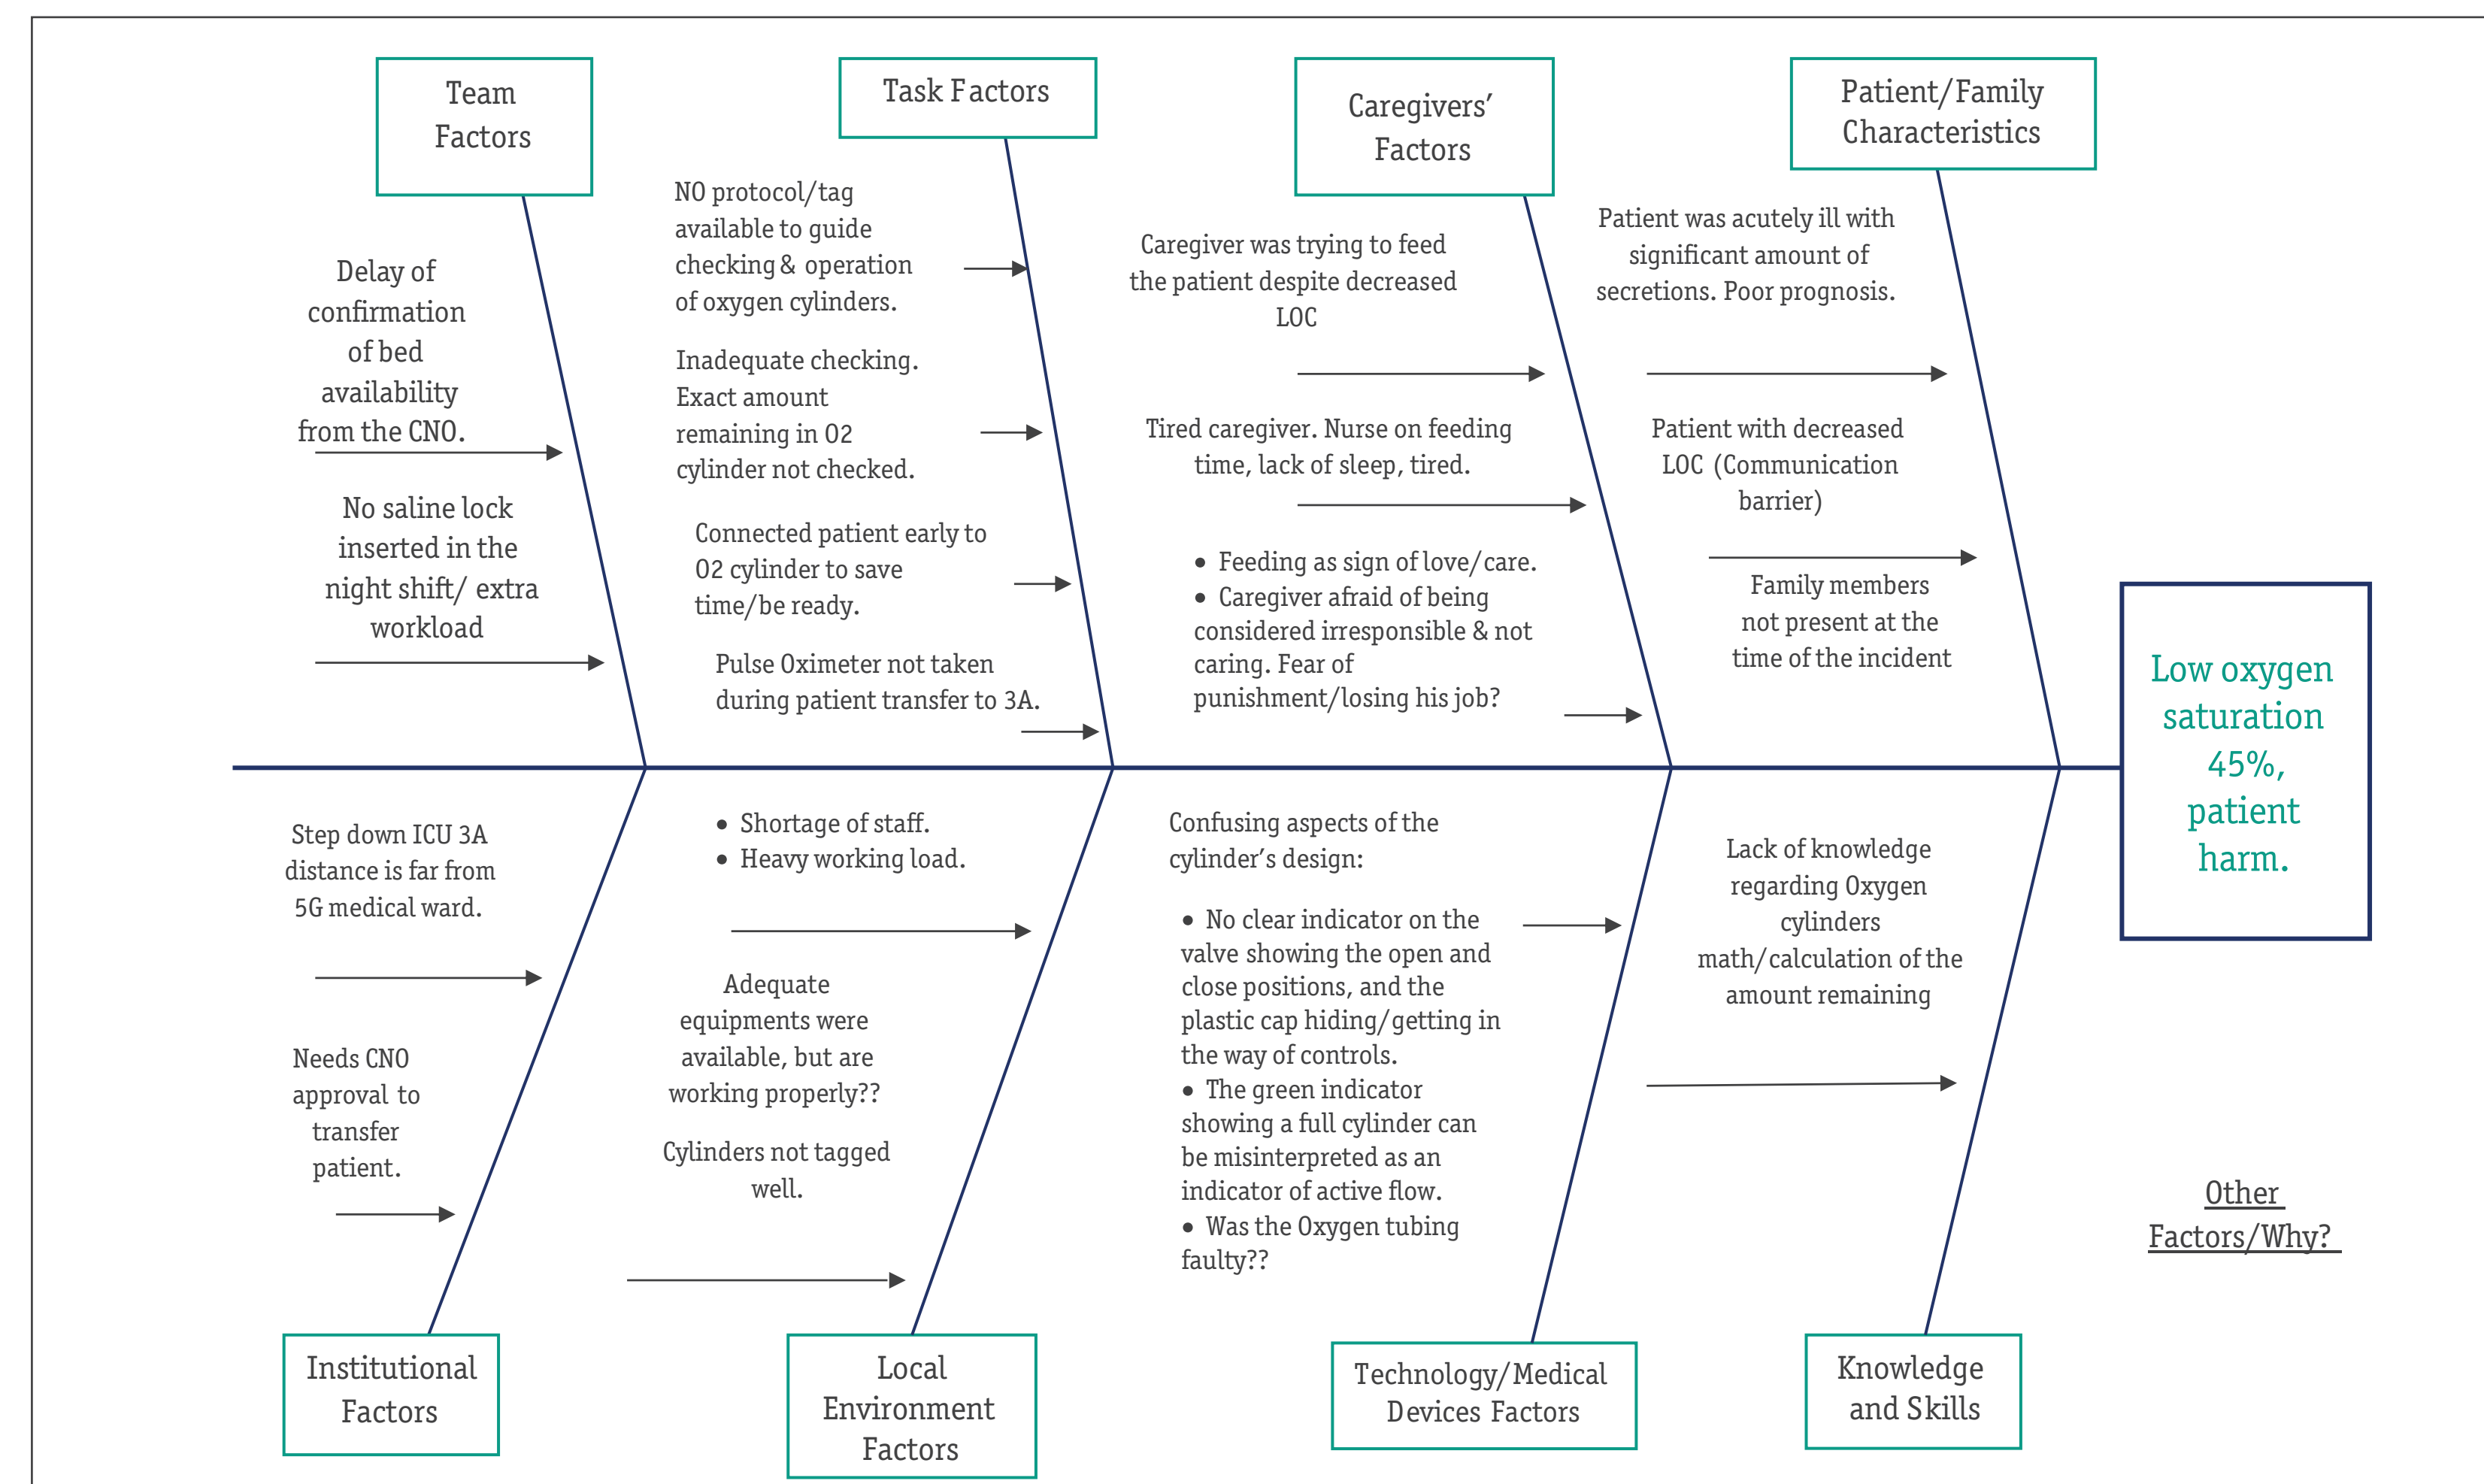 Team
Factors
Delay of
confirmation
of bed
availability
from the CNO.
No saline lock
inserted in the
night shift/ extra
workload
Task Factors
NO protocol/tag
available to guide
checking & operation
of oxygen cylinders.
Inadequate checking.
Exact amount
remaining in O2
cylinder not checked.
Connected patient early to
O2 cylinder to save
time/be ready.
Pulse Oximeter not taken
during patient transfer to 3A.
Caregivers’
Factors
Caregiver was trying to feed
the patient despite decreased
LOC
Tired caregiver. Nurse on feeding
time, lack of sleep, tired.
• Feeding as sign of love/care.
• Caregiver afraid of being
considered irresponsible & not
caring. Fear of
punishment/losing his job?
Patient/Family
Characteristics
Patient was acutely ill with
significant amount of
secretions. Poor prognosis.
Patient with decreased
LOC (Communication
barrier)
Family members
not present at the
time of the incident
Low oxygen
saturation
45%,
patient
harm.
Step down ICU 3A
distance is far from
5G medical ward.
Needs CNO
approval to
transfer
patient.
Institutional
Factors
• Shortage of staff.
• Heavy working load.
Adequate
equipments were
available, but are
working properly??
Cylinders not tagged
well.
Local
Environment
Factors
Confusing aspects of the
cylinder’s design:
• No clear indicator on the
valve showing the open and
close positions, and the
plastic cap hiding/getting in
the way of controls.
• The green indicator
showing a full cylinder can
be misinterpreted as an
indicator of active flow.
• Was the Oxygen tubing
faulty??
Technology/Medical
Devices Factors
Lack of knowledge
regarding Oxygen
cylinders
math/calculation of the
amount remaining
Knowledge
and Skills
Other
Factors/Why?